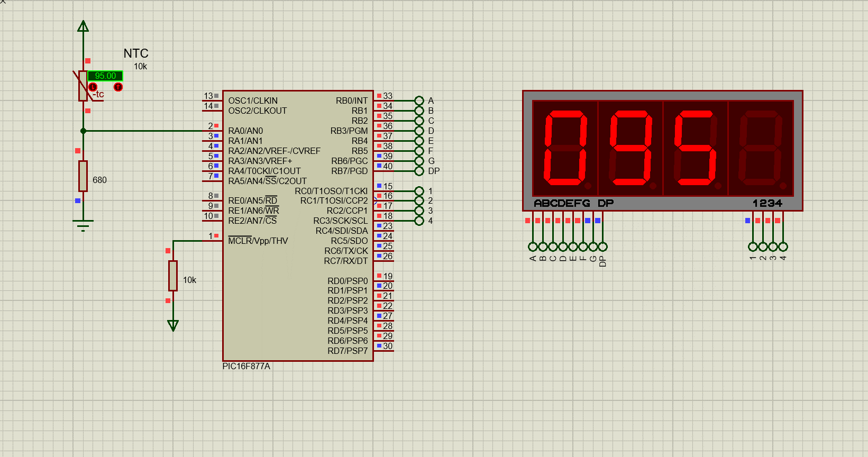 NTC
10k
95.00
-tc
680
10k
13 OSC1/CLKIN
14 OSC2/CLKOUT
2 RA0/AN0
3 RA1/AN1
4 RA2/AN2/VREF-/CVREF
5 RA3/AN3/VREF+
6 RA4/T0CKI/C1OUT
7 RA5/AN4/SS/C2OUT
8 RE0/AN5/RD
9 RE1/AN6/WR
10 RE2/AN7/CS
1 MCLR/Vpp/THV
RB0/INT 33 A
RB1 34 B
RB2 35 C
RB3/PGM 36 D
RB4 37 E
RB5 38 F
RB6/PGC 39 G
RB7/PGD 40 DP
RC0/T1OSO/T1CKI 15 1
RC1/T1OSI/CCP2 16 2
RC2/CCP1 17 3
RC3/SCK/SCL 18 4
RC4/SDI/SDA 23
RC5/SDO 24
RC6/TX/CK 25
RC7/RX/DT 26
RD0/PSP0 19
RD1/PSP1 20
RD2/PSP2 21
RD3/PSP3 22
RD4/PSP4 27
RD5/PSP5 28
RD6/PSP6 29
RD7/PSP7 30
PIC16F877A
095
ABCDEFG DP 1234
A B C D E F G DP 1 2 3 4